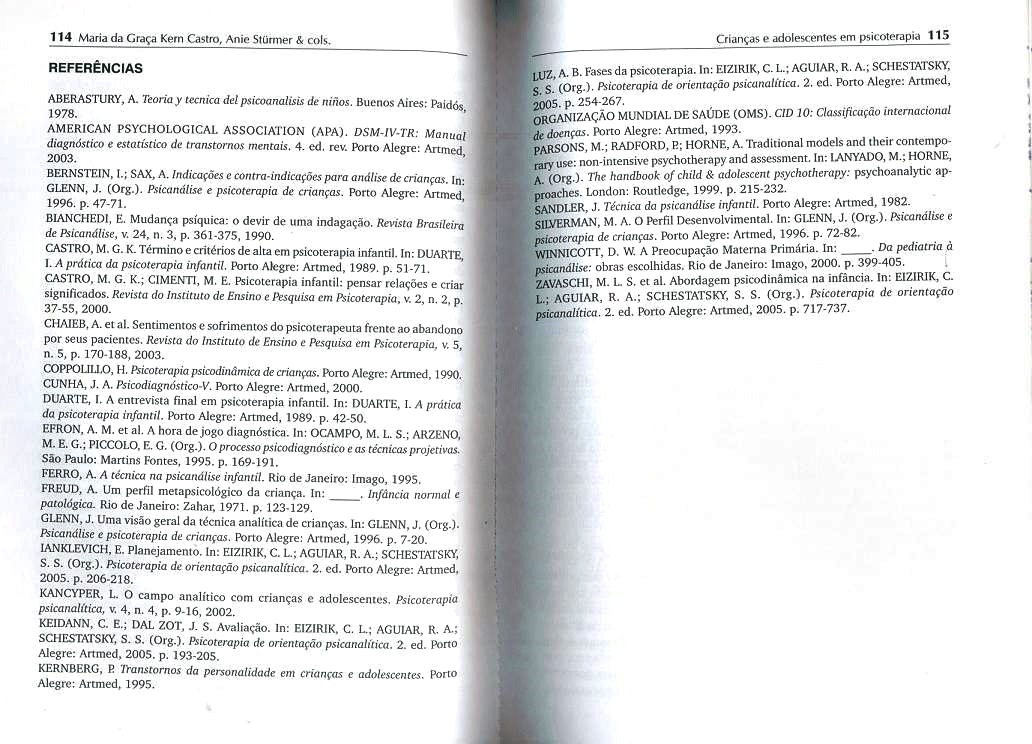 114 Maria da Graça Kern Castro, Anie Stürmer & cols.
REFERÊNCIAS
ABERASTURY, A. Teoria y tecnica del psicoanalisis de niños. Buenos Aires: Paidós,
1978.
AMERICAN PSYCHOLOGICAL ASSOCIATION (APA). DSM-IV-TR: Manual
diagnóstico e estatístico de transtornos mentais. 4. ed. rev. Porto Alegre: Artmed,
2003.
BERNSTEIN, I.; SAX, A. Indicações e contra-indicações para análise de crianças. In:
GLENN, J. (Org.). Psicanálise e psicoterapia de crianças. Porto Alegre: Artmed,
1996. p. 47-71.
BIANCHEDI, E. Mudança psíquica: o devir de uma indagação. Revista Brasileira
de Psicanálise, v. 24, n. 3, p. 361-375, 1990.
CASTRO, M. G. K. Término e critérios de alta em psicoterapia infantil. In: DUARTE,
I. A prática da psicoterapia infantil. Porto Alegre: Artmed, 1989. p. 51-71.
CASTRO, M. G. K.; CIMENTI, M. E. Psicoterapia infantil: pensar relações e criar
significados. Revista do Instituto de Ensino e Pesquisa em Psicoterapia, v. 2, n. 2, p.
37-55, 2000.
CHAIEB, A. et al. Sentimentos e sofrimentos do psicoterapeuta frente ao abandono
por seus pacientes. Revista do Instituto de Ensino e Pesquisa em Psicoterapia, v. 5,
n. 5, p. 170-188, 2003.
COPPOLILLO, H. Psicoterapia psicodinâmica de crianças. Porto Alegre: Artmed, 1990.
CUNHA, J. A. Psicodiagnóstico-V. Porto Alegre: Artmed, 2000.
DUARTE, I. A entrevista final em psicoterapia infantil. In: DUARTE, I. A prática
da psicoterapia infantil. Porto Alegre: Artmed, 1989. p. 42-50.
EFRON, A. M. et al. A hora de jogo diagnóstica. In: OCAMPO, M. L. S.; ARZENO,
M. E. G.; PICCOLO, E. G. (Org.). O processo psicodiagnóstico e as técnicas projetivas.
São Paulo: Martins Fontes, 1995. p. 169-191.
FERRO, A. A técnica na psicanálise infantil. Rio de Janeiro: Imago, 1995.
FREUD, A. Um perfil metapsicológico da criança. In: _____. Infância normal e
patológica. Rio de Janeiro: Zahar, 1971. p. 123-129.
GLENN, J. Uma visão geral da técnica analítica de crianças. In: GLENN, J. (Org.).
Psicanálise e psicoterapia de crianças. Porto Alegre: Artmed, 1996. p. 7-20.
IANKLEVICH, E. Planejamento. In: EIZIRIK, C. L.; AGUIAR, R. A.; SCHESTATSKY,
S. S. (Org.). Psicoterapia de orientação psicanalítica. 2. ed. Porto Alegre: Artmed,
2005. p. 206-218.
KANCYPER, L. O campo analítico com crianças e adolescentes. Psicoterapia
psicanalítica, v. 4, n. 4, p. 9-16, 2002.
KEIDANN, C. E.; DAL ZOT, J. S. Avaliação. In: EIZIRIK, C. L.; AGUIAR, R. A.;
SCHESTATSKY, S. S. (Org.). Psicoterapia de orientação psicanalítica. 2. ed. Porto
Alegre: Artmed, 2005. p. 193-205.
KERNBERG, P. Transtornos da personalidade em crianças e adolescentes. Porto
Alegre: Artmed, 1995.
Crianças e adolescentes em psicoterapia 115
LUZ, A. B. Fases da psicoterapia. In: EIZIRIK, C. L.; AGUIAR, R. A.; SCHESTATSKY,
S. S. (Org.). Psicoterapia de orientação psicanalítica. 2. ed. Porto Alegre: Artmed,
2005. p. 254-267.
ORGANIZAÇÃO MUNDIAL DE SAÚDE (OMS). CID 10: Classificação internacional
de doenças. Porto Alegre: Artmed, 1993.
PARSONS, M.; RADFORD, P.; HORNE, A. Traditional models and their contempo-
rary use: non-intensive psychotherapy and assessment. In: LANYADO, M.; HORNE,
A. (Org.). The handbook of child & adolescent psychotherapy: psychoanalytic ap-
proaches. London: Routledge, 1999. p. 215-232.
SANDLER, J. Técnica da psicanálise infantil. Porto Alegre: Artmed, 1982.
SILVERMAN, M. A. O Perfil Desenvolvimental. In: GLENN, J. (Org.). Psicanálise e
psicoterapia de crianças. Porto Alegre: Artmed, 1996. p. 72-82.
WINNICOTT, D. W. A Preocupação Materna Primária. In: _____. Da pediatria à
psicanálise: obras escolhidas. Rio de Janeiro: Imago, 2000. p. 399-405.
ZAVASCHI, M. L. S. et al. Abordagem psicodinâmica na infância. In: EIZIRIK, C.
L.; AGUIAR, R. A.; SCHESTATSKY, S. S. (Org.). Psicoterapia de orientação
psicanalítica. 2. ed. Porto Alegre: Artmed, 2005. p. 717-737.